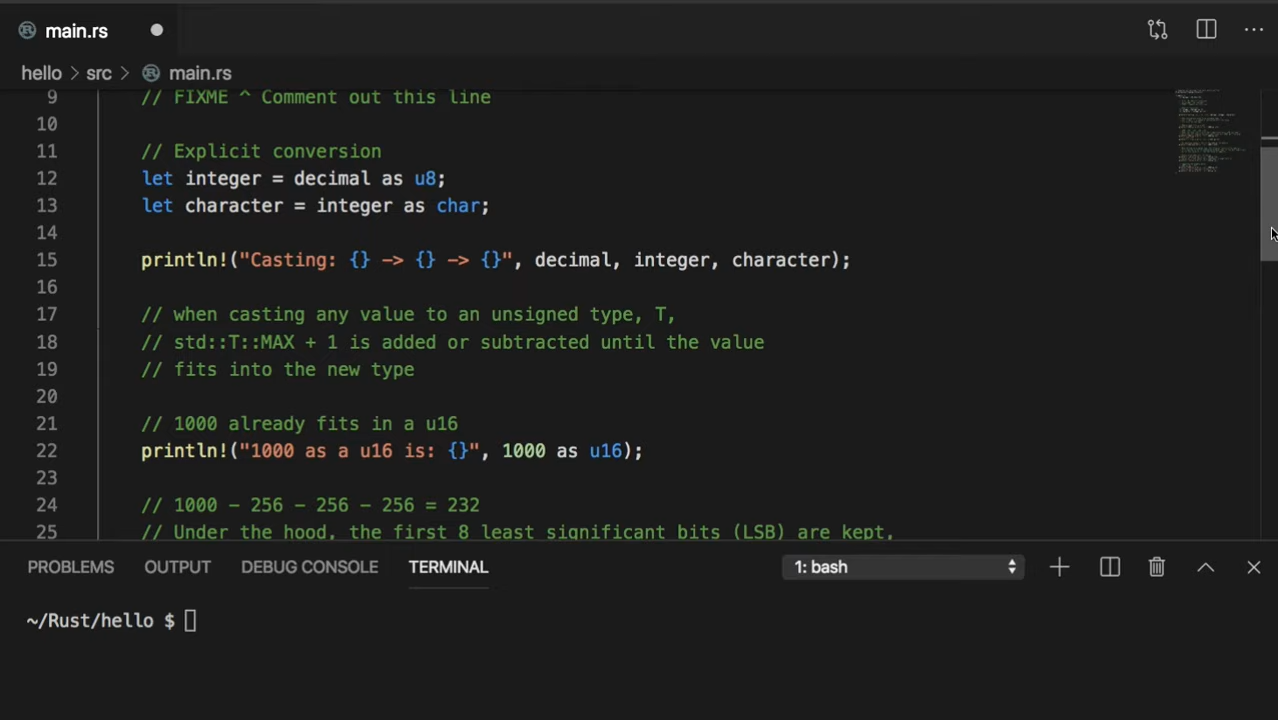 main.rs
hello > src > main.rs
9 // FIXME ^ Comment out this line
10
11 // Explicit conversion
12 let integer = decimal as u8;
13 let character = integer as char;
14
15 println!("Casting: {} -> {} -> {}", decimal, integer, character);
16
17 // when casting any value to an unsigned type, T,
18 // std::T::MAX + 1 is added or subtracted until the value
19 // fits into the new type
20
21 // 1000 already fits in a u16
22 println!("1000 as a u16 is: {}", 1000 as u16);
23
24 // 1000 - 256 - 256 - 256 = 232
25 // Under the hood, the first 8 least significant bits (LSB) are kept,
PROBLEMS OUTPUT DEBUG CONSOLE TERMINAL 1: bash
~/Rust/hello $